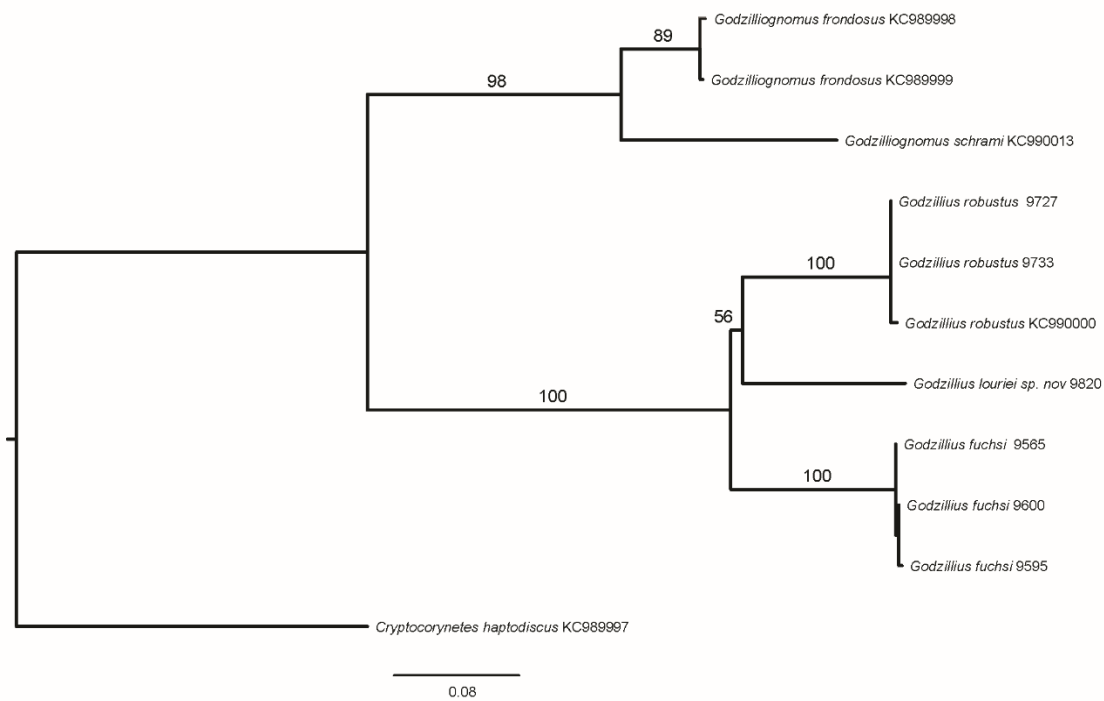 Godzilliognomus frondosus KC989998
89
Godzilliognomus frondosus KC989999
98
Godzilliognomus schrami KC990013
Godzillius robustus 9727
100
Godzillius robustus 9733
56
Godzillius robustus KC990000
Godzillius louriei sp. nov 9820
100
Godzillius fuchsi 9565
100
Godzillius fuchsi 9600
Godzillius fuchsi 9595
Cryptocorynetes haptodiscus KC989997
0.08